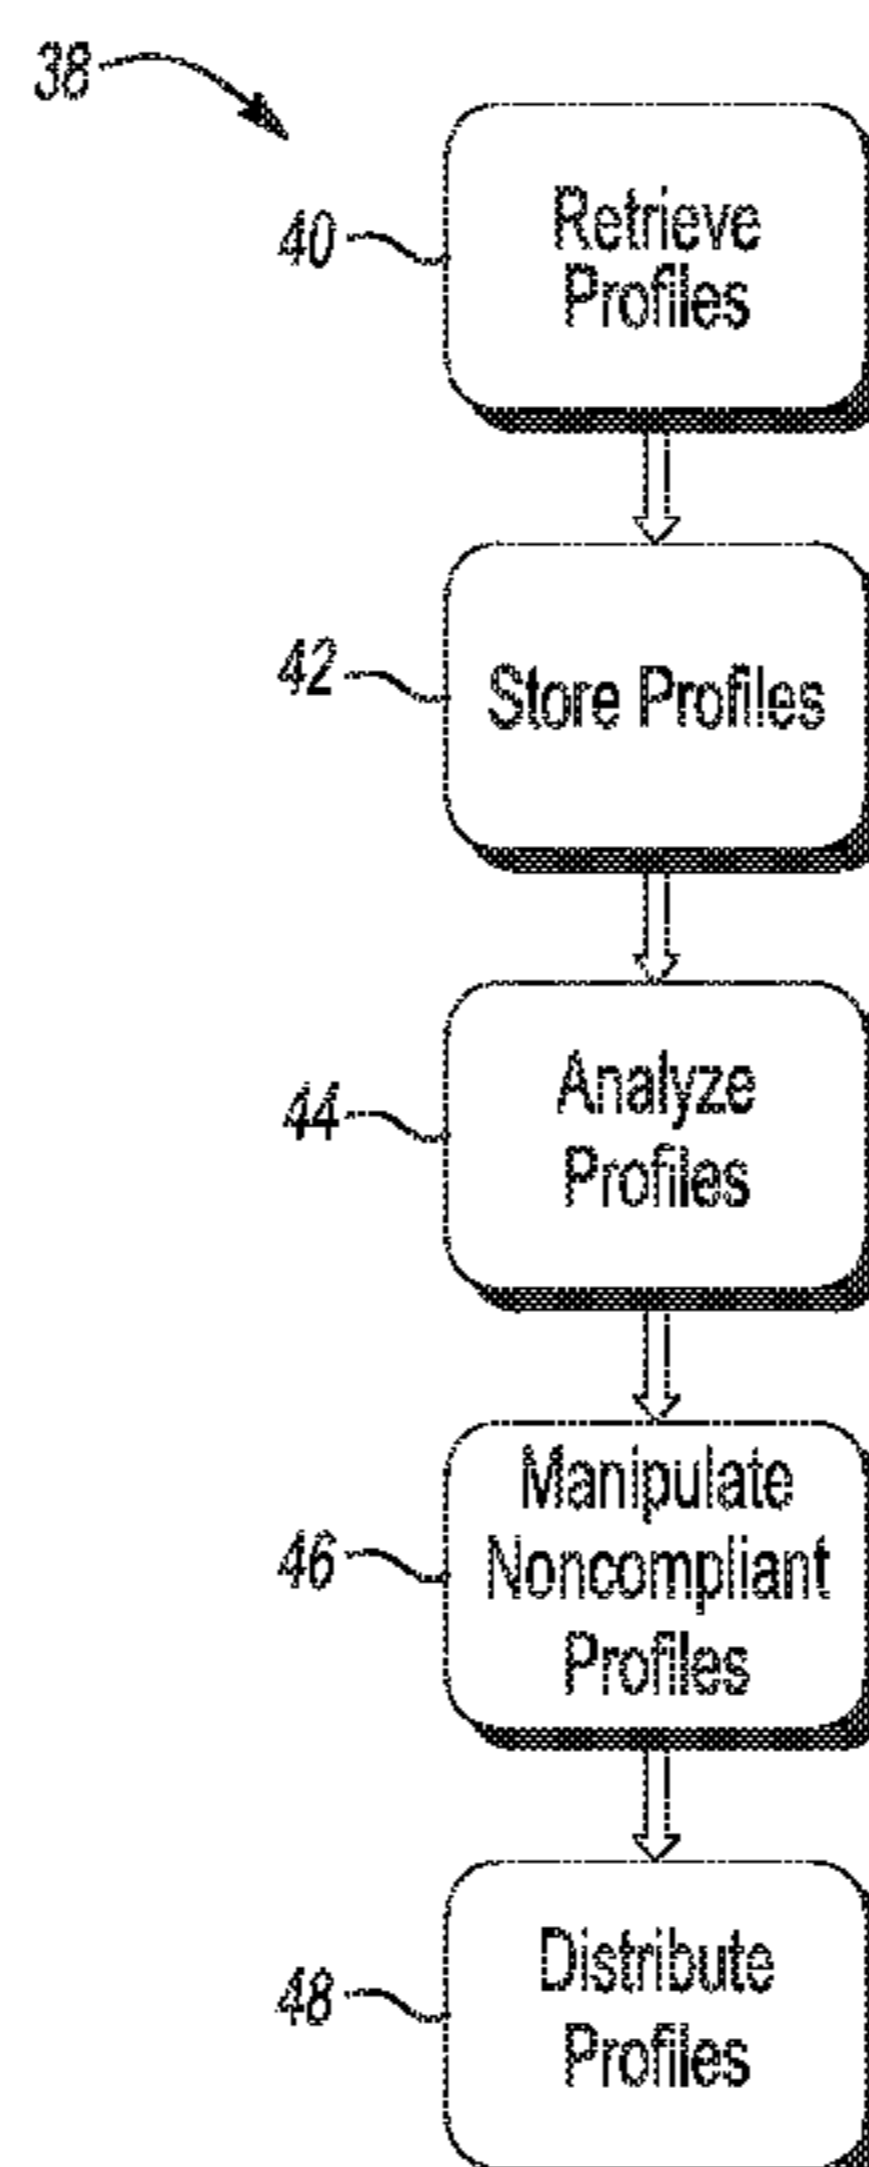 38
40
Retrieve
Profiles
42
Store Profiles
44
Analyze
Profiles
46
Manipulate
Noncompliant
Profiles
48
Distribute
Profiles